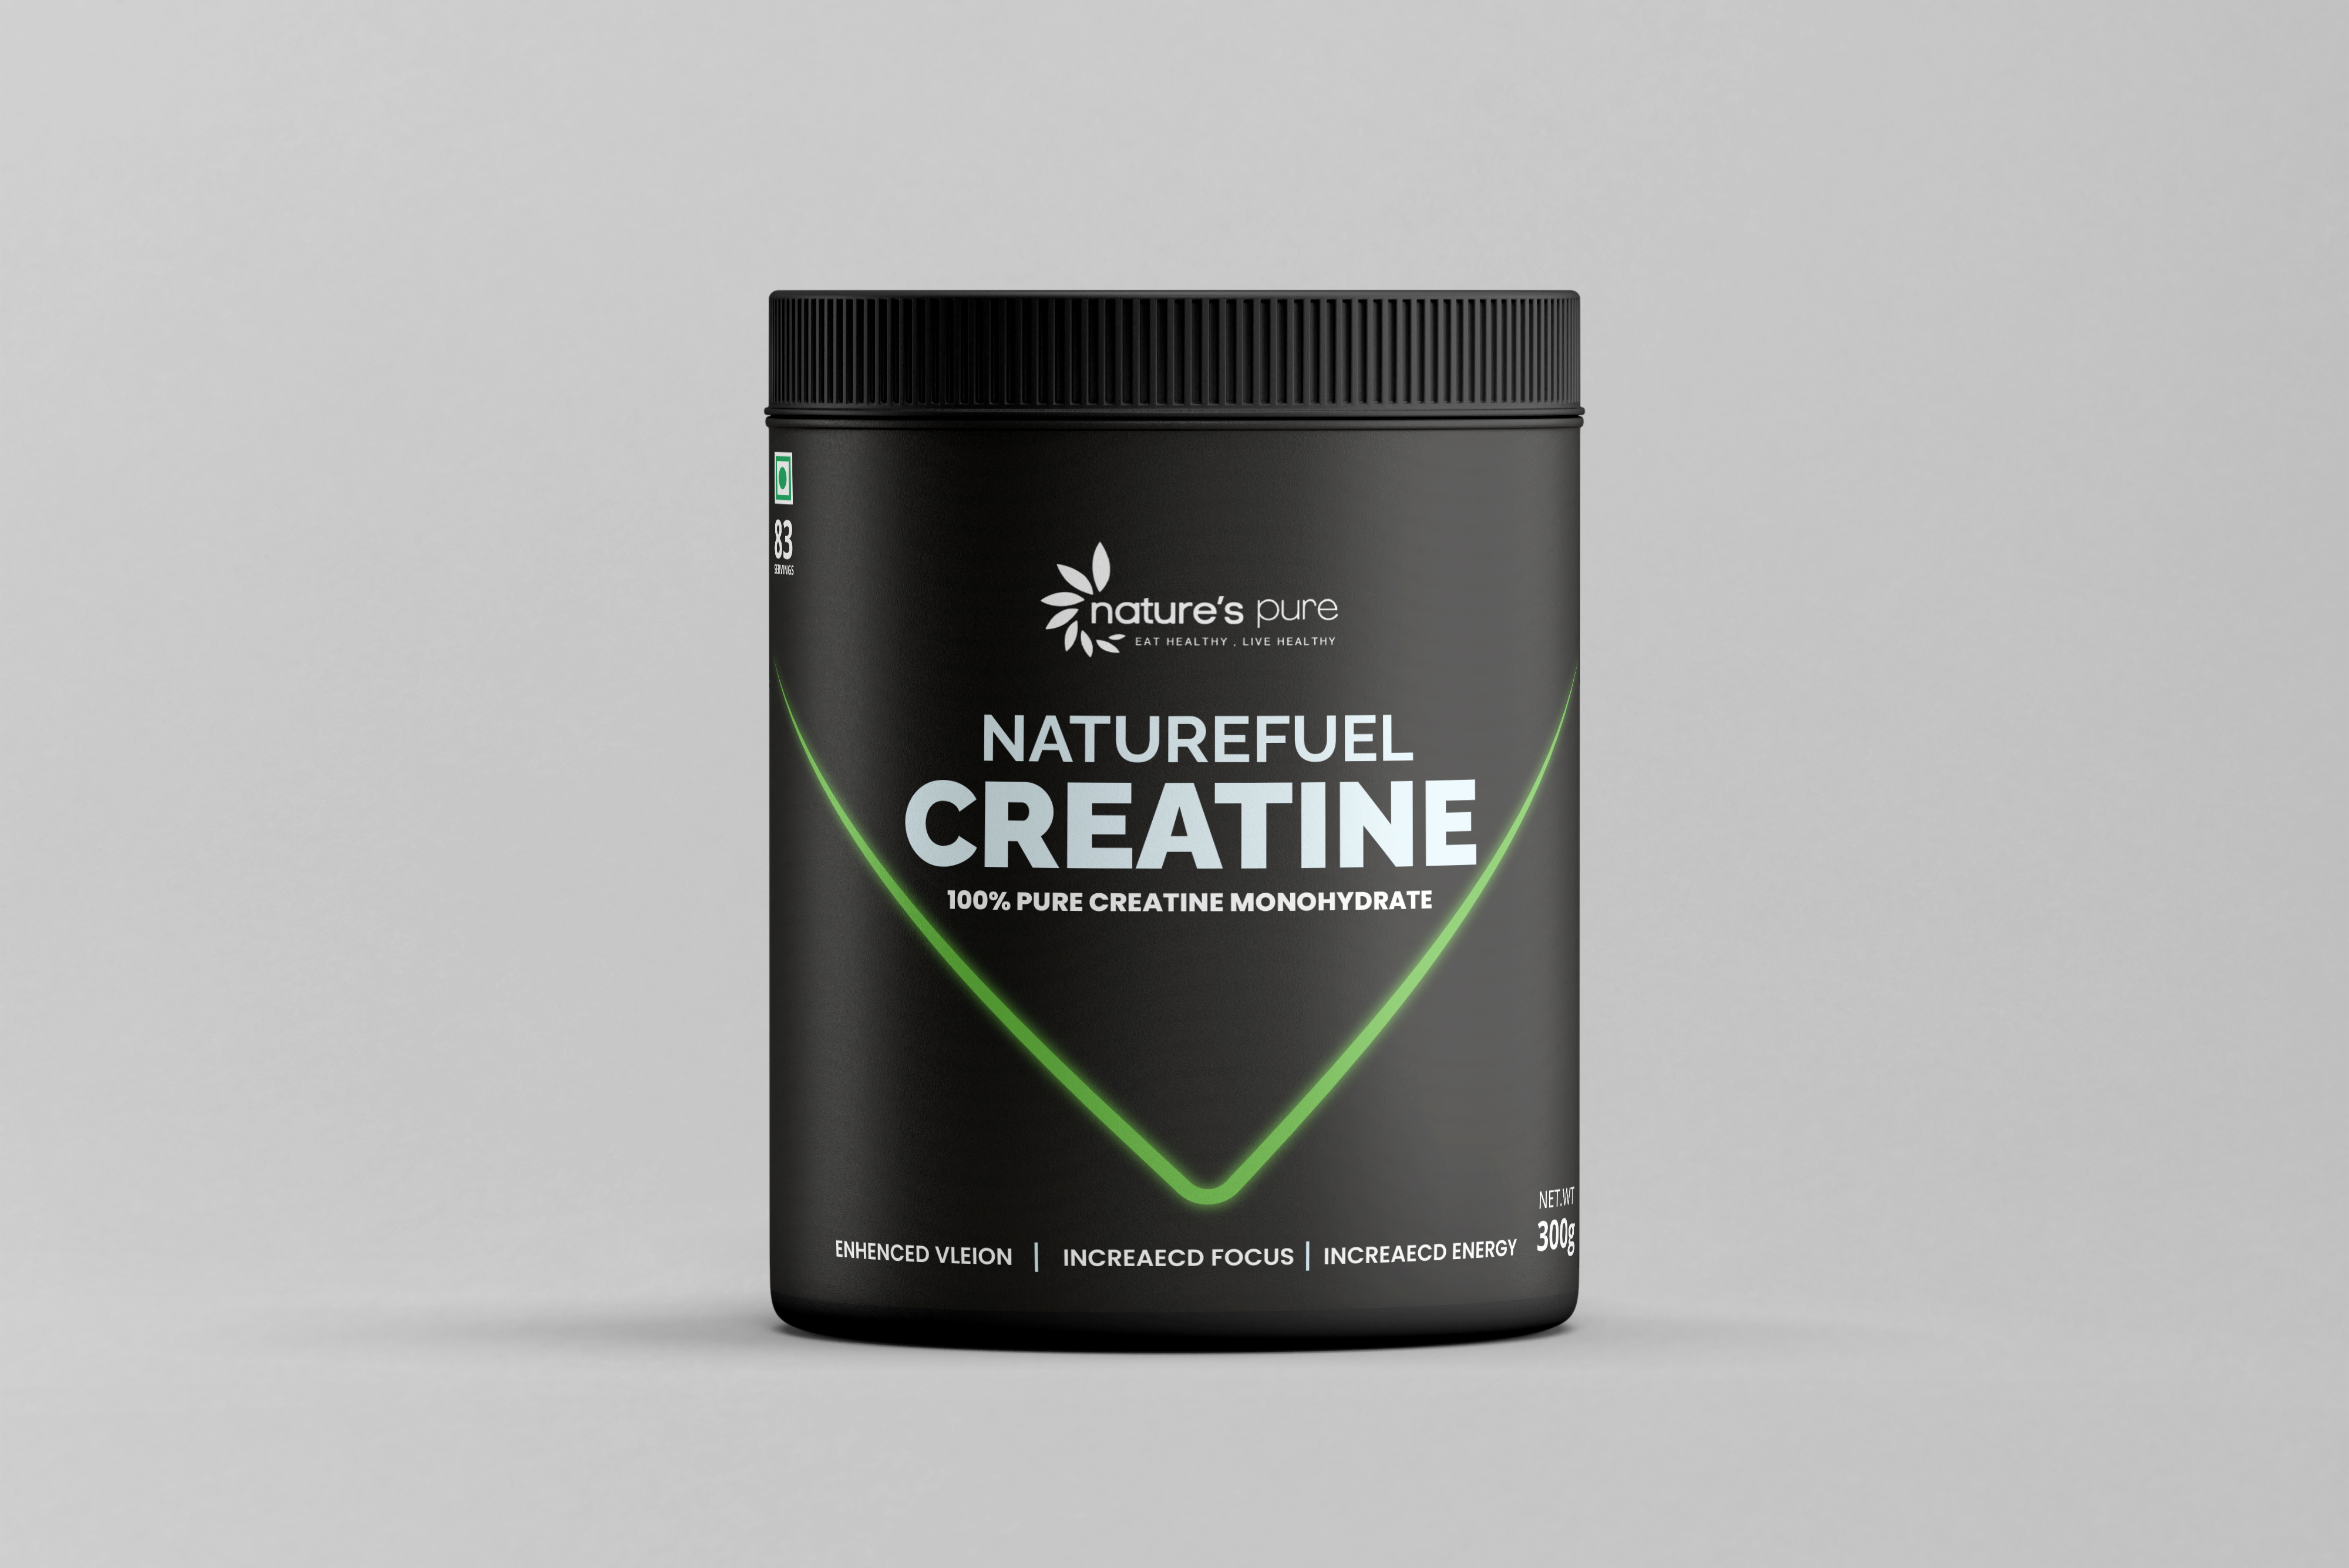 83
SERVINGS
nature's pure
EAT HEALTHY . LIVE HEALTHY
NATUREFUEL
CREATINE
100% PURE CREATINE MONOHYDRATE
NET.WT
300g
ENHENCED VLEION | INCREAECD FOCUS | INCREAECD ENERGY